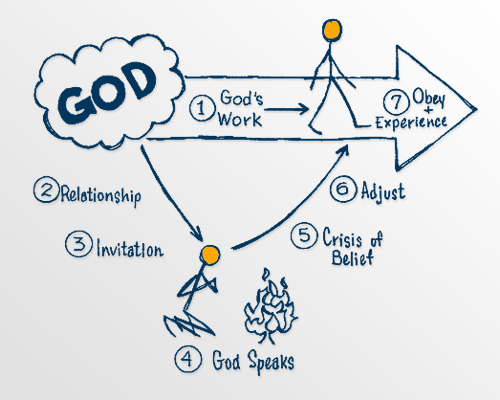 GOD
1 God's
Work
7 Obey
+
Experience
2 Relationship
3 Invitation
6 Adjust
5 Crisis of
Belief
4 God Speaks